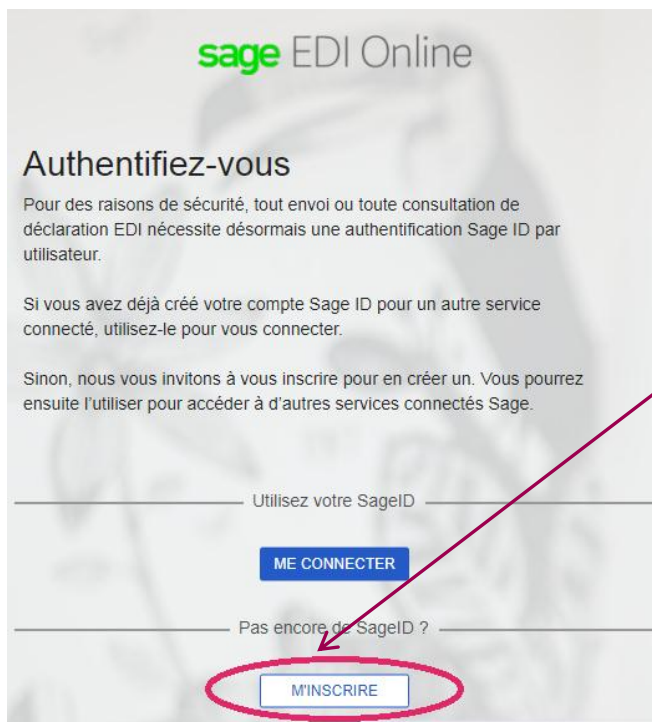 sage EDI Online
Authentifiez-vous
Pour des raisons de sécurité, tout envoi ou toute consultation de
déclaration EDI nécessite désormais une authentification Sage ID par
utilisateur.
Si vous avez déjà créé votre compte Sage ID pour un autre service
connecté, utilisez-le pour vous connecter.
Sinon, nous vous invitons à vous inscrire pour en créer un. Vous pourrez
ensuite l'utiliser pour accéder à d'autres services connectés Sage.
Utilisez votre SageID
ME CONNECTER
Pas encore de SageID ?
M'INSCRIRE